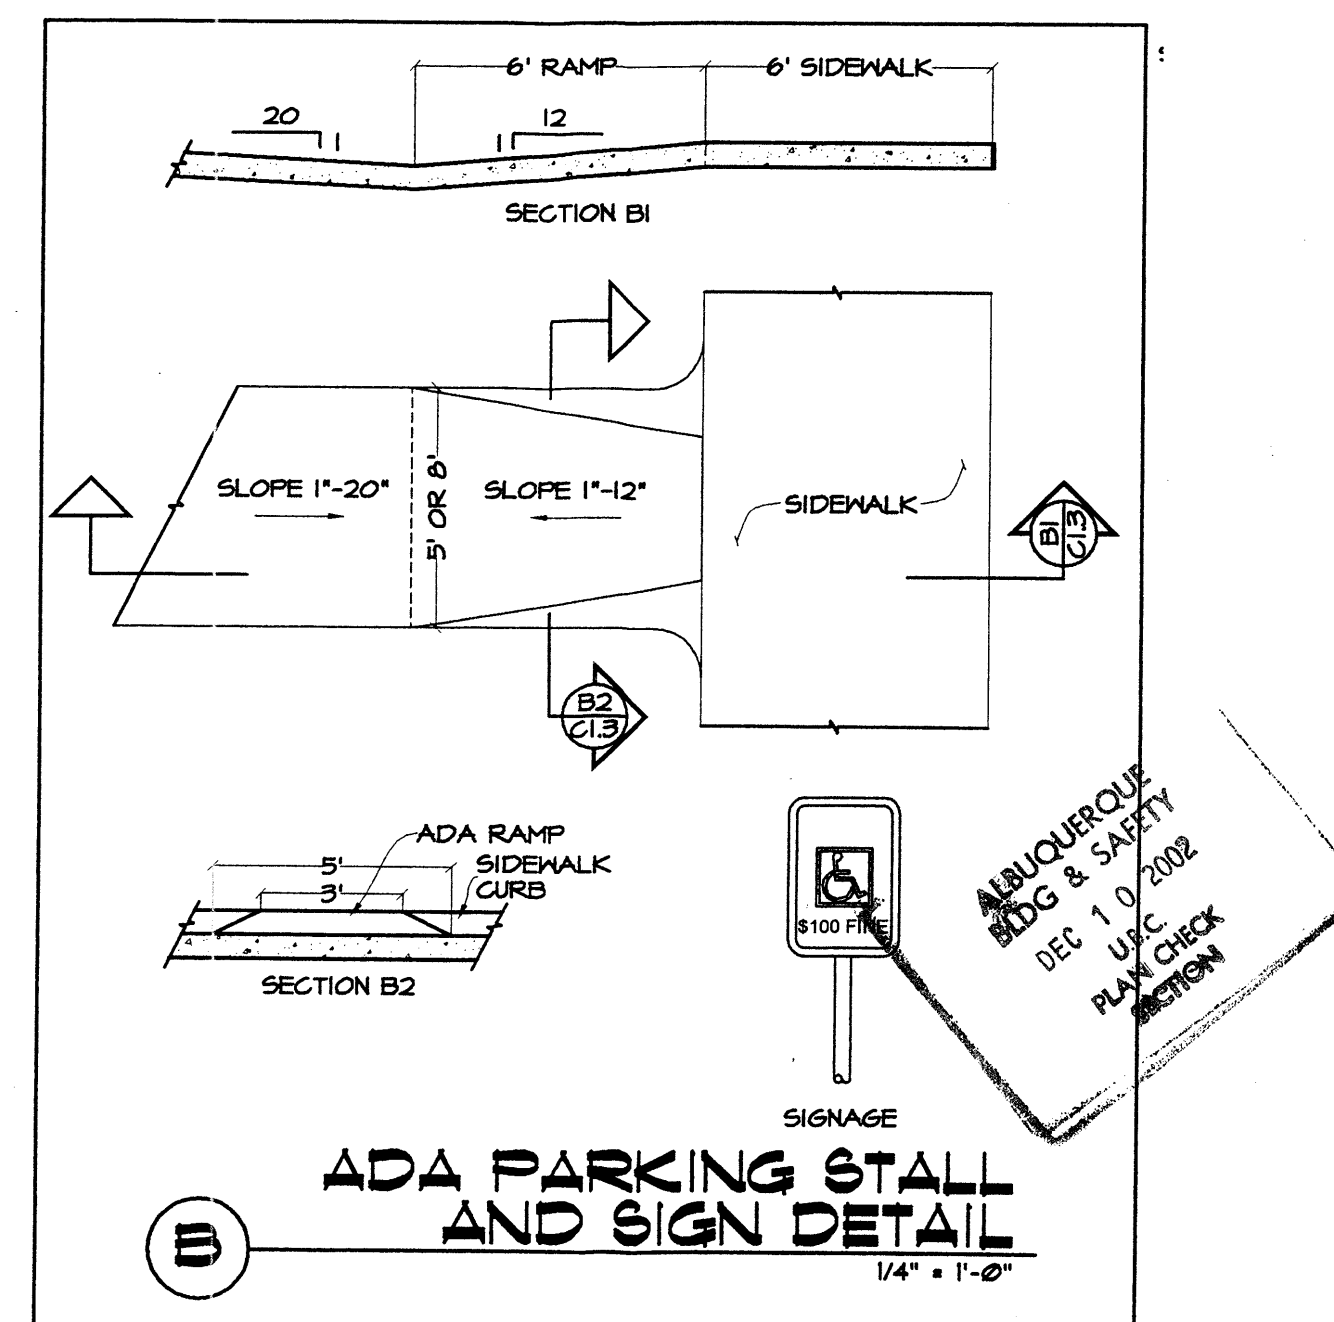 6' RAMP 6' SIDEWALK
20 1 1 12
SECTION B1
SLOPE 1"-20"
5' OR 8'
SLOPE 1"-12"
SIDEWALK
B1
C1.3
B2
C1.3
ADA RAMP
5'
SIDEWALK
CURB
3'
SECTION B2
$100 FINE
SIGNAGE
ALBUQUERQUE
BLDG & SAFETY
DEC 10 2002
U.B.C.
PLAN CHECK
SECTION
ADA PARKING STALL
AND SIGN DETAIL
B
1/4" = 1'-0"